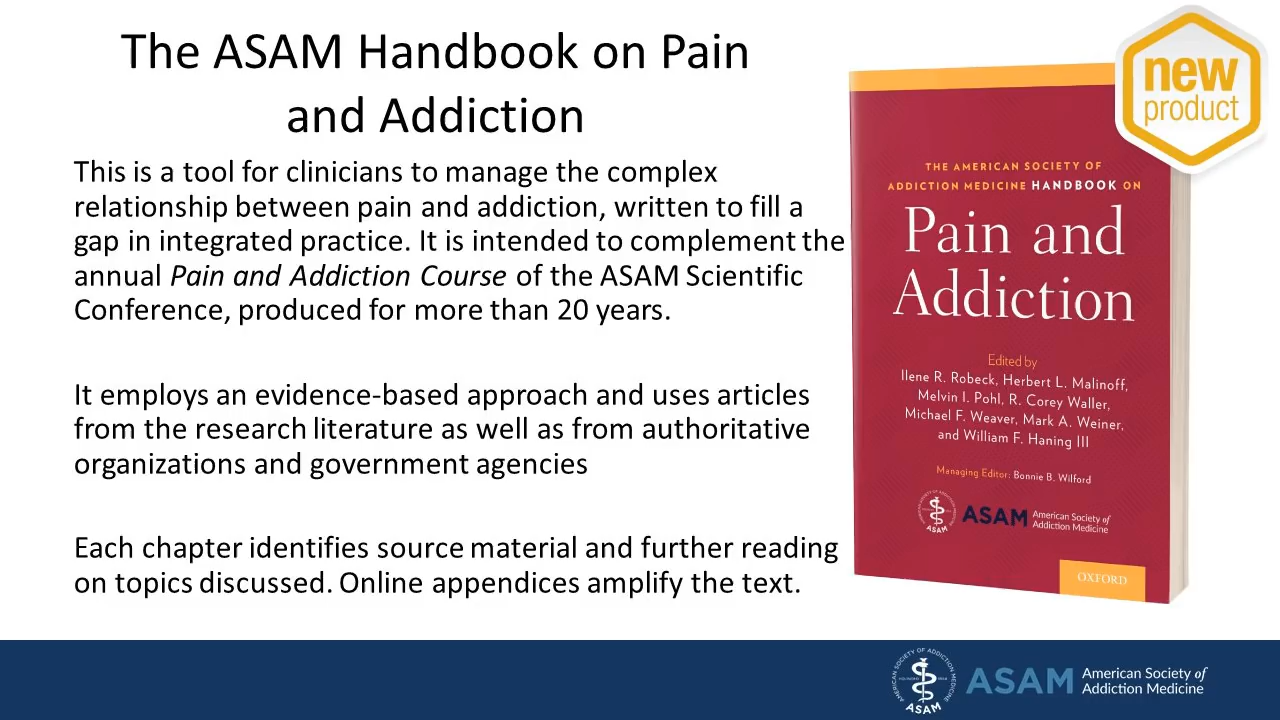 The ASAM Handbook on Pain
and Addiction
This is a tool for clinicians to manage the complex
relationship between pain and addiction, written to fill a
gap in integrated practice. It is intended to complement the
annual Pain and Addiction Course of the ASAM Scientific
Conference, produced for more than 20 years.
It employs an evidence-based approach and uses articles
from the research literature as well as from authoritative
organizations and government agencies
Each chapter identifies source material and further reading
on topics discussed. Online appendices amplify the text.
new
product
THE AMERICAN SOCIETY OF
ADDICTION MEDICINE HANDBOOK ON
Pain and
Addiction
Edited by
Ilene R. Robeck, Herbert L. Malinoff,
Melvin I. Pohl, R. Corey Waller,
Michael F. Weaver, Mark A. Weiner,
and William F. Haning III
Managing Editor: Bonnie B. Wilford
ASAM
ASAM American Society of
Addiction Medicine
OXFORD
AMERICAN SOCIETY OF ADDICTION MEDICINE
ASAM
ASAM American Society of
Addiction Medicine